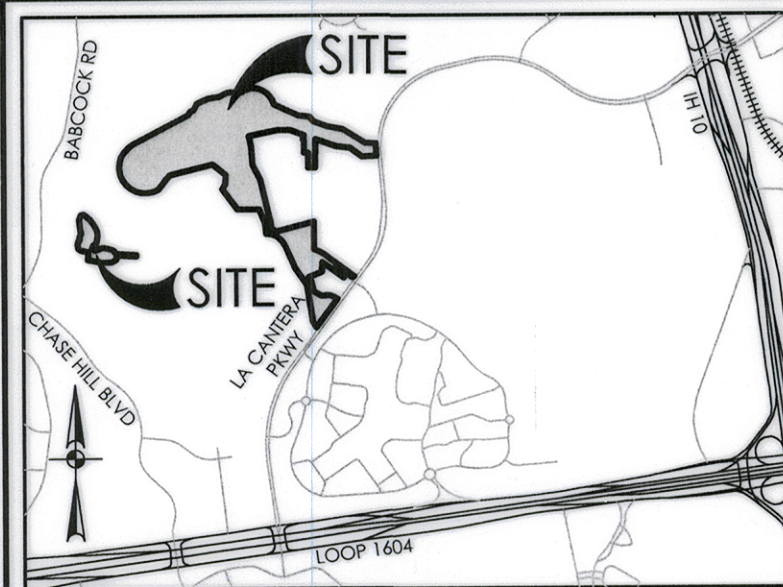 SITE
BABCOCK RD
IH 10
SITE
LA CANTERA
PKWY
CHASE HILL BLVD
LOOP 1604